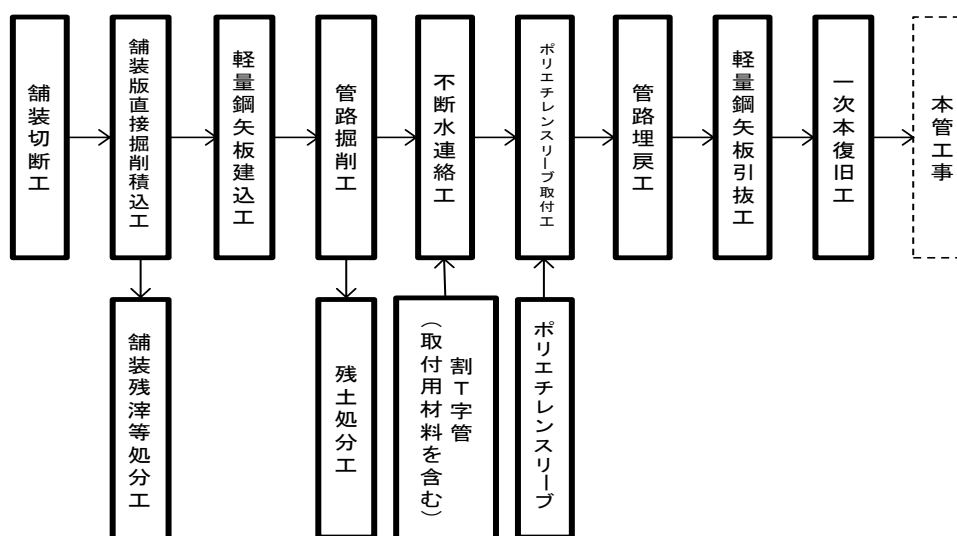 舗装切断工
舗装版直接掘削積込工
軽量鋼矢板建込工
管路掘削工
不断水連絡工
ポリエチレンスリーブ取付工
管路埋戻工
軽量鋼矢板引抜工
一次本復旧工
本管工事
舗装残滓等処分工
残土処分工
割T字管
（取付用材料を含む）
ポリエチレンスリーブ